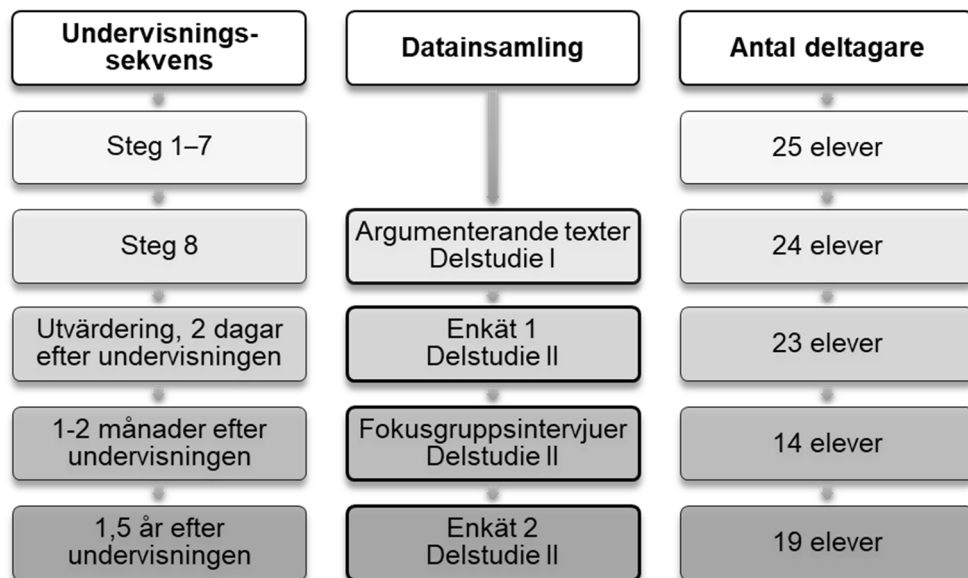 Undervisnings-
sekvens
Datainsamling
Antal deltagare
Steg 1–7
25 elever
Steg 8
Argumenterande texter
Delstudie I
24 elever
Utvärdering, 2 dagar
efter undervisningen
Enkät 1
Delstudie II
23 elever
1-2 månader efter
undervisningen
Fokusgruppsintervjuer
Delstudie II
14 elever
1,5 år efter
undervisningen
Enkät 2
Delstudie II
19 elever